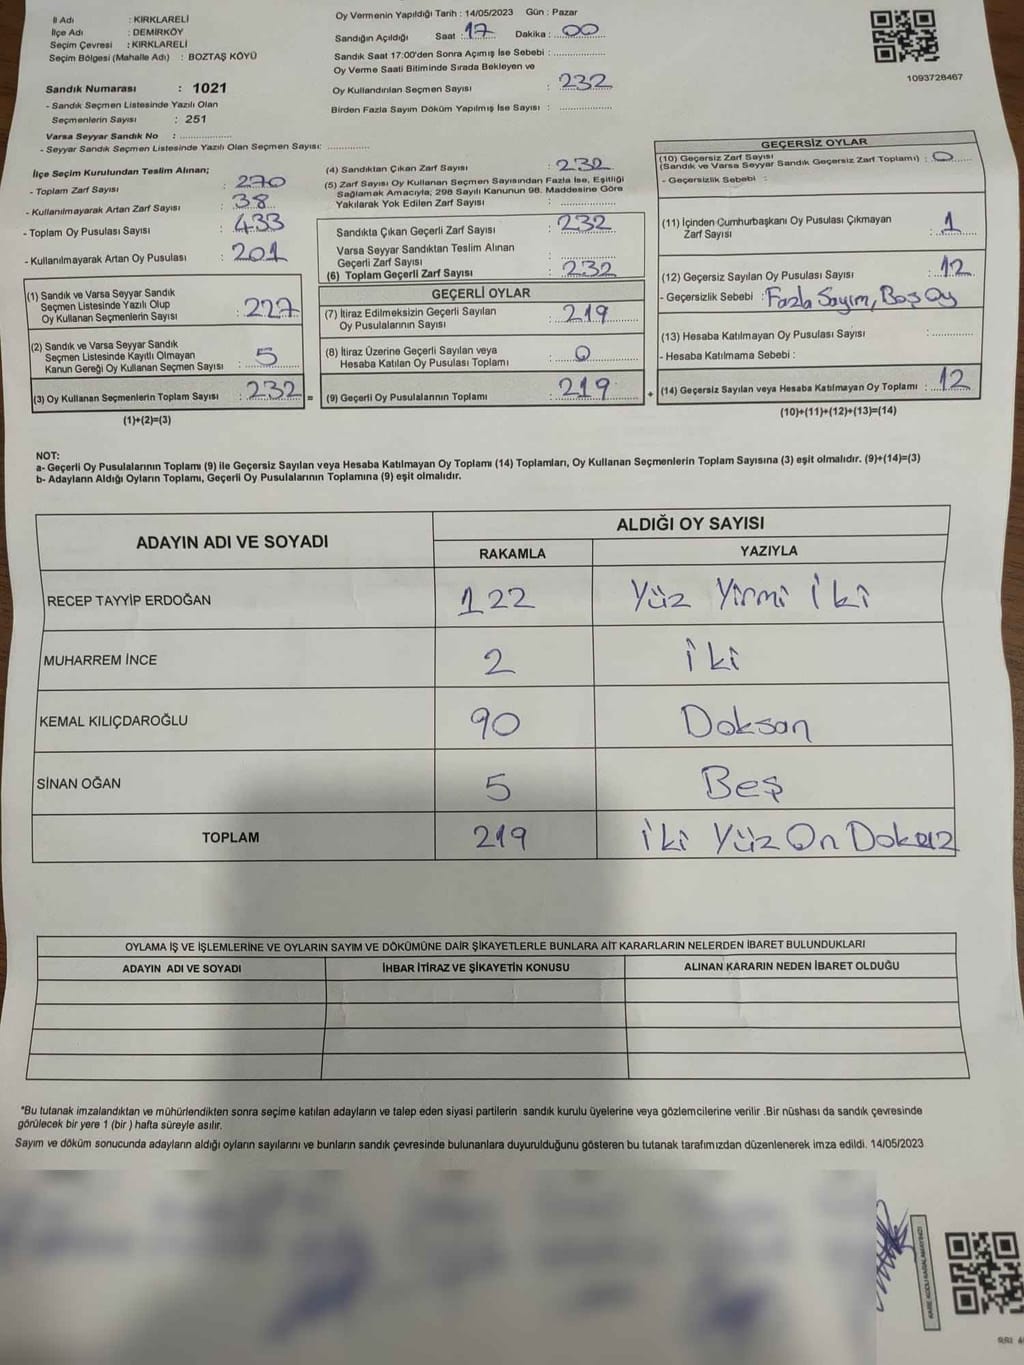 İl Adı : KIRKLARELİ
İlçe Adı : DEMİRKÖY
Seçim Çevresi : KIRKLARELİ
Seçim Bölgesi (Mahalle Adı) : BOZTAŞ KÖYÜ
Sandık Numarası : 1021
- Sandık Seçmen Listesinde Yazılı Olan
Seçmenlerin Sayısı : 251
Varsa Seyyar Sandık No : ....................
- Seyyar Sandık Seçmen Listesinde Yazılı Olan Seçmen Sayısı: ................
Oy Vermenin Yapıldığı Tarih : 14/05/2023 Gün : Pazar
Sandığın Açıldığı Saat : 17 Dakika : 00
Sandık Saat 17:00'den Sonra Açımış İse Sebebi : ....................
Oy Verme Saati Bitiminde Sırada Bekleyen ve
Oy Kullandırılan Seçmen Sayısı : 232
Birden Fazla Sayım Döküm Yapılmış İse Sayısı : ....................
1093728467
İlçe Seçim Kurulundan Teslim Alınan;
- Toplam Zarf Sayısı : 270
- Kullanılmayarak Artan Zarf Sayısı : 38
- Toplam Oy Pusulası Sayısı : 433
- Kullanılmayarak Artan Oy Pusulası : 201
(1) Sandık ve Varsa Seyyar Sandık
Seçmen Listesinde Yazılı Olup
Oy Kullanan Seçmenlerin Sayısı : 227
(2) Sandık ve Varsa Seyyar Sandık
Seçmen Listesinde Kayıtlı Olmayan
Kanun Gereği Oy Kullanan Seçmen Sayısı : 5
(3) Oy Kullanan Seçmenlerin Toplam Sayısı : 232 =
(1)+(2)=(3)
(4) Sandıktan Çıkan Zarf Sayısı : 232
(5) Zarf Sayısı Oy Kullanan Seçmen Sayısından Fazla İse, Eşitliği
Sağlamak Amacıyla; 298 Sayılı Kanunun 98. Maddesine Göre
Yakılarak Yok Edilen Zarf Sayısı : ....................
Sandıkta Çıkan Geçerli Zarf Sayısı : 232
Varsa Seyyar Sandıktan Teslim Alınan
Geçerli Zarf Sayısı : ....................
(6) Toplam Geçerli Zarf Sayısı : 232
GEÇERLİ OYLAR
(7) İtiraz Edilmeksizin Geçerli Sayılan
Oy Pusulalarının Sayısı : 219
(8) İtiraz Üzerine Geçerli Sayılan veya
Hesaba Katılan Oy Pusulası Toplamı : 0
(9) Geçerli Oy Pusulalarının Toplamı : 219 +
GEÇERSİZ OYLAR
(10) Geçersiz Zarf Sayısı
(Sandık ve Varsa Seyyar Sandık Geçersiz Zarf Toplamı) : 0
- Geçersizlik Sebebi :
(11) İçinden Cumhurbaşkanı Oy Pusulası Çıkmayan
Zarf Sayısı : 1
(12) Geçersiz Sayılan Oy Pusulası Sayısı : 12
- Geçersizlik Sebebi : Fazla Sayım, Boş Oy
(13) Hesaba Katılmayan Oy Pusulası Sayısı : ....................
- Hesaba Katılmama Sebebi :
(14) Geçersiz Sayılan veya Hesaba Katılmayan Oy Toplamı : 12
(10)+(11)+(12)+(13)=(14)
NOT:
a- Geçerli Oy Pusulalarının Toplamı (9) ile Geçersiz Sayılan veya Hesaba Katılmayan Oy Toplamı (14) Toplamları, Oy Kullanan Seçmenlerin Toplam Sayısına (3) eşit olmalıdır. (9)+(14)=(3)
b- Adayların Aldığı Oyların Toplamı, Geçerli Oy Pusulalarının Toplamına (9) eşit olmalıdır.
ADAYIN ADI VE SOYADI ALDIĞI OY SAYISI
RAKAMLA YAZIYLA
RECEP TAYYİP ERDOĞAN 122 Yüz Yirmi İki
MUHARREM İNCE 2 İki
KEMAL KILIÇDAROĞLU 90 Doksan
SİNAN OĞAN 5 Beş
TOPLAM 219 İki Yüz On Dokuz
OYLAMA İŞ VE İŞLEMLERİNE VE OYLARIN SAYIM VE DÖKÜMÜNE DAİR ŞİKAYETLERLE BUNLARA AİT KARARLARIN NELERDEN İBARET BULUNDUKLARI
ADAYIN ADI VE SOYADI İHBAR İTİRAZ VE ŞİKAYETİN KONUSU ALINAN KARARIN NEDEN İBARET OLDUĞU
*Bu tutanak imzalandıktan ve mühürlendikten sonra seçime katılan adayların ve talep eden siyasi partilerin sandık kurulu üyelerine veya gözlemcilerine verilir .Bir nüshası da sandık çevresinde
görülecek bir yere 1 (bir ) hafta süreyle asılır.
Sayım ve döküm sonucunda adayların aldığı oyların sayılarını ve bunların sandık çevresinde bulunanlara duyurulduğunu gösteren bu tutanak tarafımızdan düzenlenerek imza edildi. 14/05/2023
KARE KODU KARALAMAYINIZ!